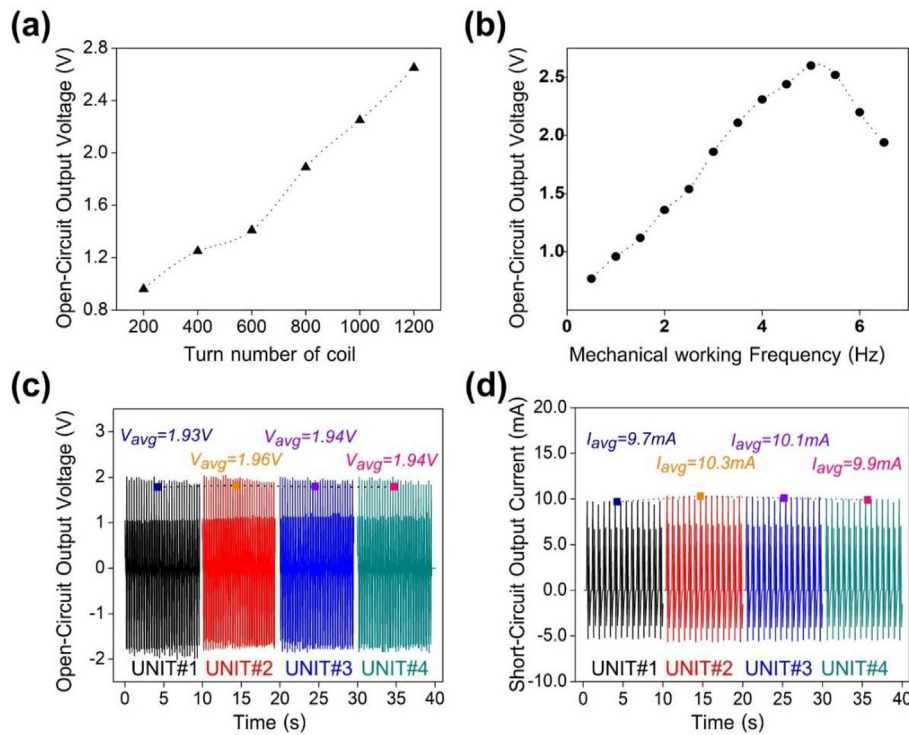 (a)
Open-Circuit Output Voltage (V)
2.8
2.4
2.0
1.6
1.2
0.8
200 400 600 800 1000 1200
Turn number of coil
(b)
Open-Circuit Output Voltage (V)
2.5
2.0
1.5
1.0
0 2 4 6
Mechanical working Frequency (Hz)
(c)
Open-Circuit Output Voltage (V)
3
2
1
0
-1
-2
Vavg=1.93V
Vavg=1.96V
Vavg=1.94V
Vavg=1.94V
UNIT#1 UNIT#2 UNIT#3 UNIT#4
0 5 10 15 20 25 30 35 40
Time (s)
(d)
Short-Circuit Output Current (mA)
20.0
15.0
10.0
5.0
0.0
-5.0
-10.0
Iavg=9.7mA
Iavg=10.3mA
Iavg=10.1mA
Iavg=9.9mA
UNIT#1 UNIT#2 UNIT#3 UNIT#4
0 5 10 15 20 25 30 35 40
Time (s)